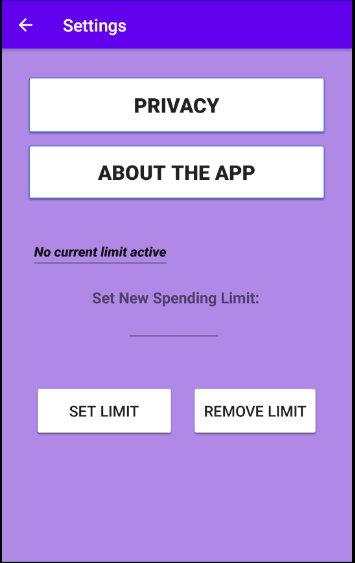 Settings
PRIVACY
ABOUT THE APP
No current limit active
Set New Spending Limit:
SET LIMIT REMOVE LIMIT